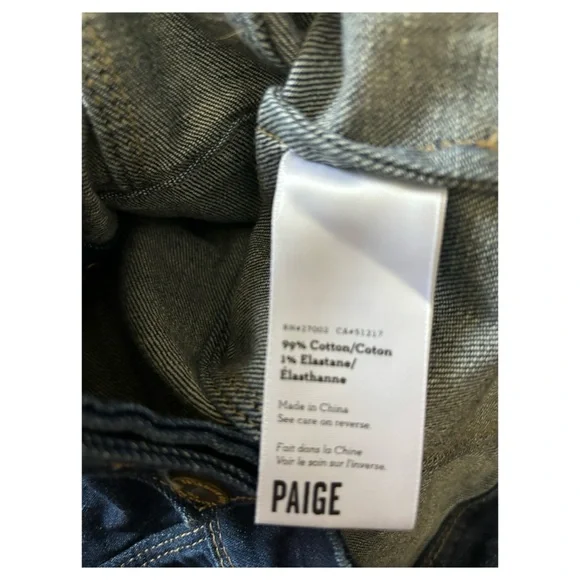 RN#27002 CA#51217
99% Cotton/Coton
1% Elastane/
Élasthanne
Made in China
See care on reverse.
Fait dans la Chine
Voir le soin sur l'inverse.
PAIGE